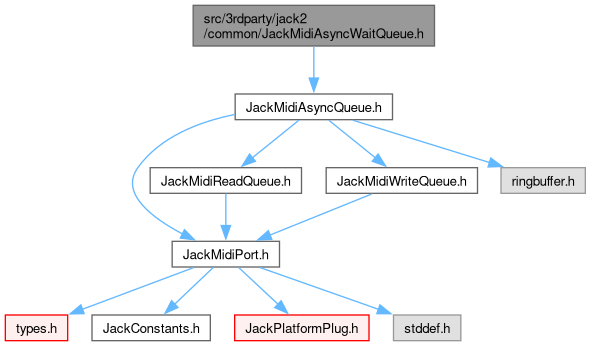 src/3rdparty/jack2
/common/JackMidiAsyncWaitQueue.h
JackMidiAsyncQueue.h
JackMidiReadQueue.h
JackMidiWriteQueue.h
ringbuffer.h
JackMidiPort.h
types.h
JackConstants.h
JackPlatformPlug.h
stddef.h